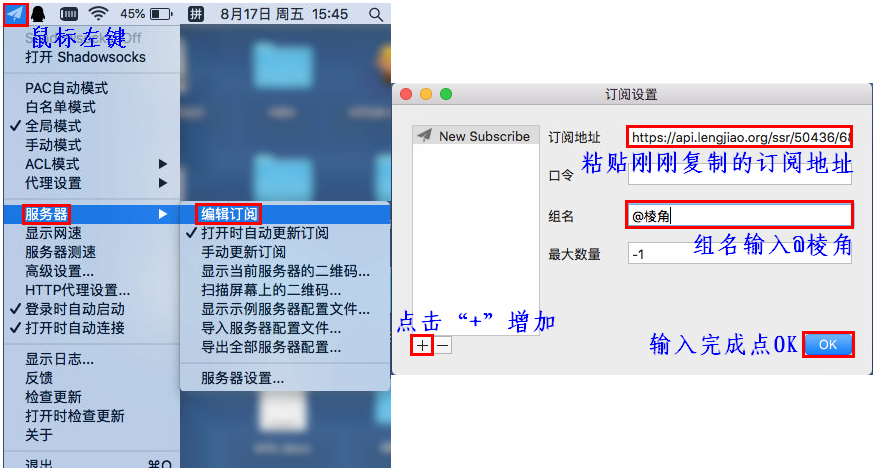 45%
拼
8月17日 周五 15:45
鼠标左键
打开 Shadowsocks
PAC自动模式
白名单模式
✓ 全局模式
手动模式
ACL模式
代理设置
服务器
显示网速
服务器测速
高级设置...
HTTP代理设置...
✓ 登录时自动启动
✓ 打开时自动连接
显示日志...
反馈
检查更新
打开时检查更新
关于
退出 ⌘Q
编辑订阅
✓ 打开时自动更新订阅
手动更新订阅
显示当前服务器的二维码...
扫描屏幕上的二维码...
显示示例服务器配置文件...
导入服务器配置文件...
导出全部服务器配置...
服务器设置...
订阅设置
New Subscribe
订阅地址
https://api.lengjiao.org/ssr/50436/6
粘贴刚刚复制的订阅地址
口令
组名
@棱角
组名输入@棱角
最大数量
-1
点击“+”增加
+ −
输入完成点OK
OK